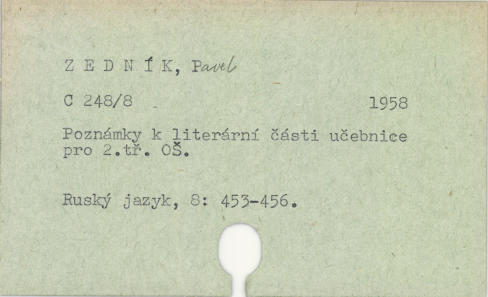 Z E D N Í K, Pavel
C 248/8 1958
Poznámky k literární části učebnice
pro 2.tř. OŠ.
Ruský jazyk, 8: 453-456.